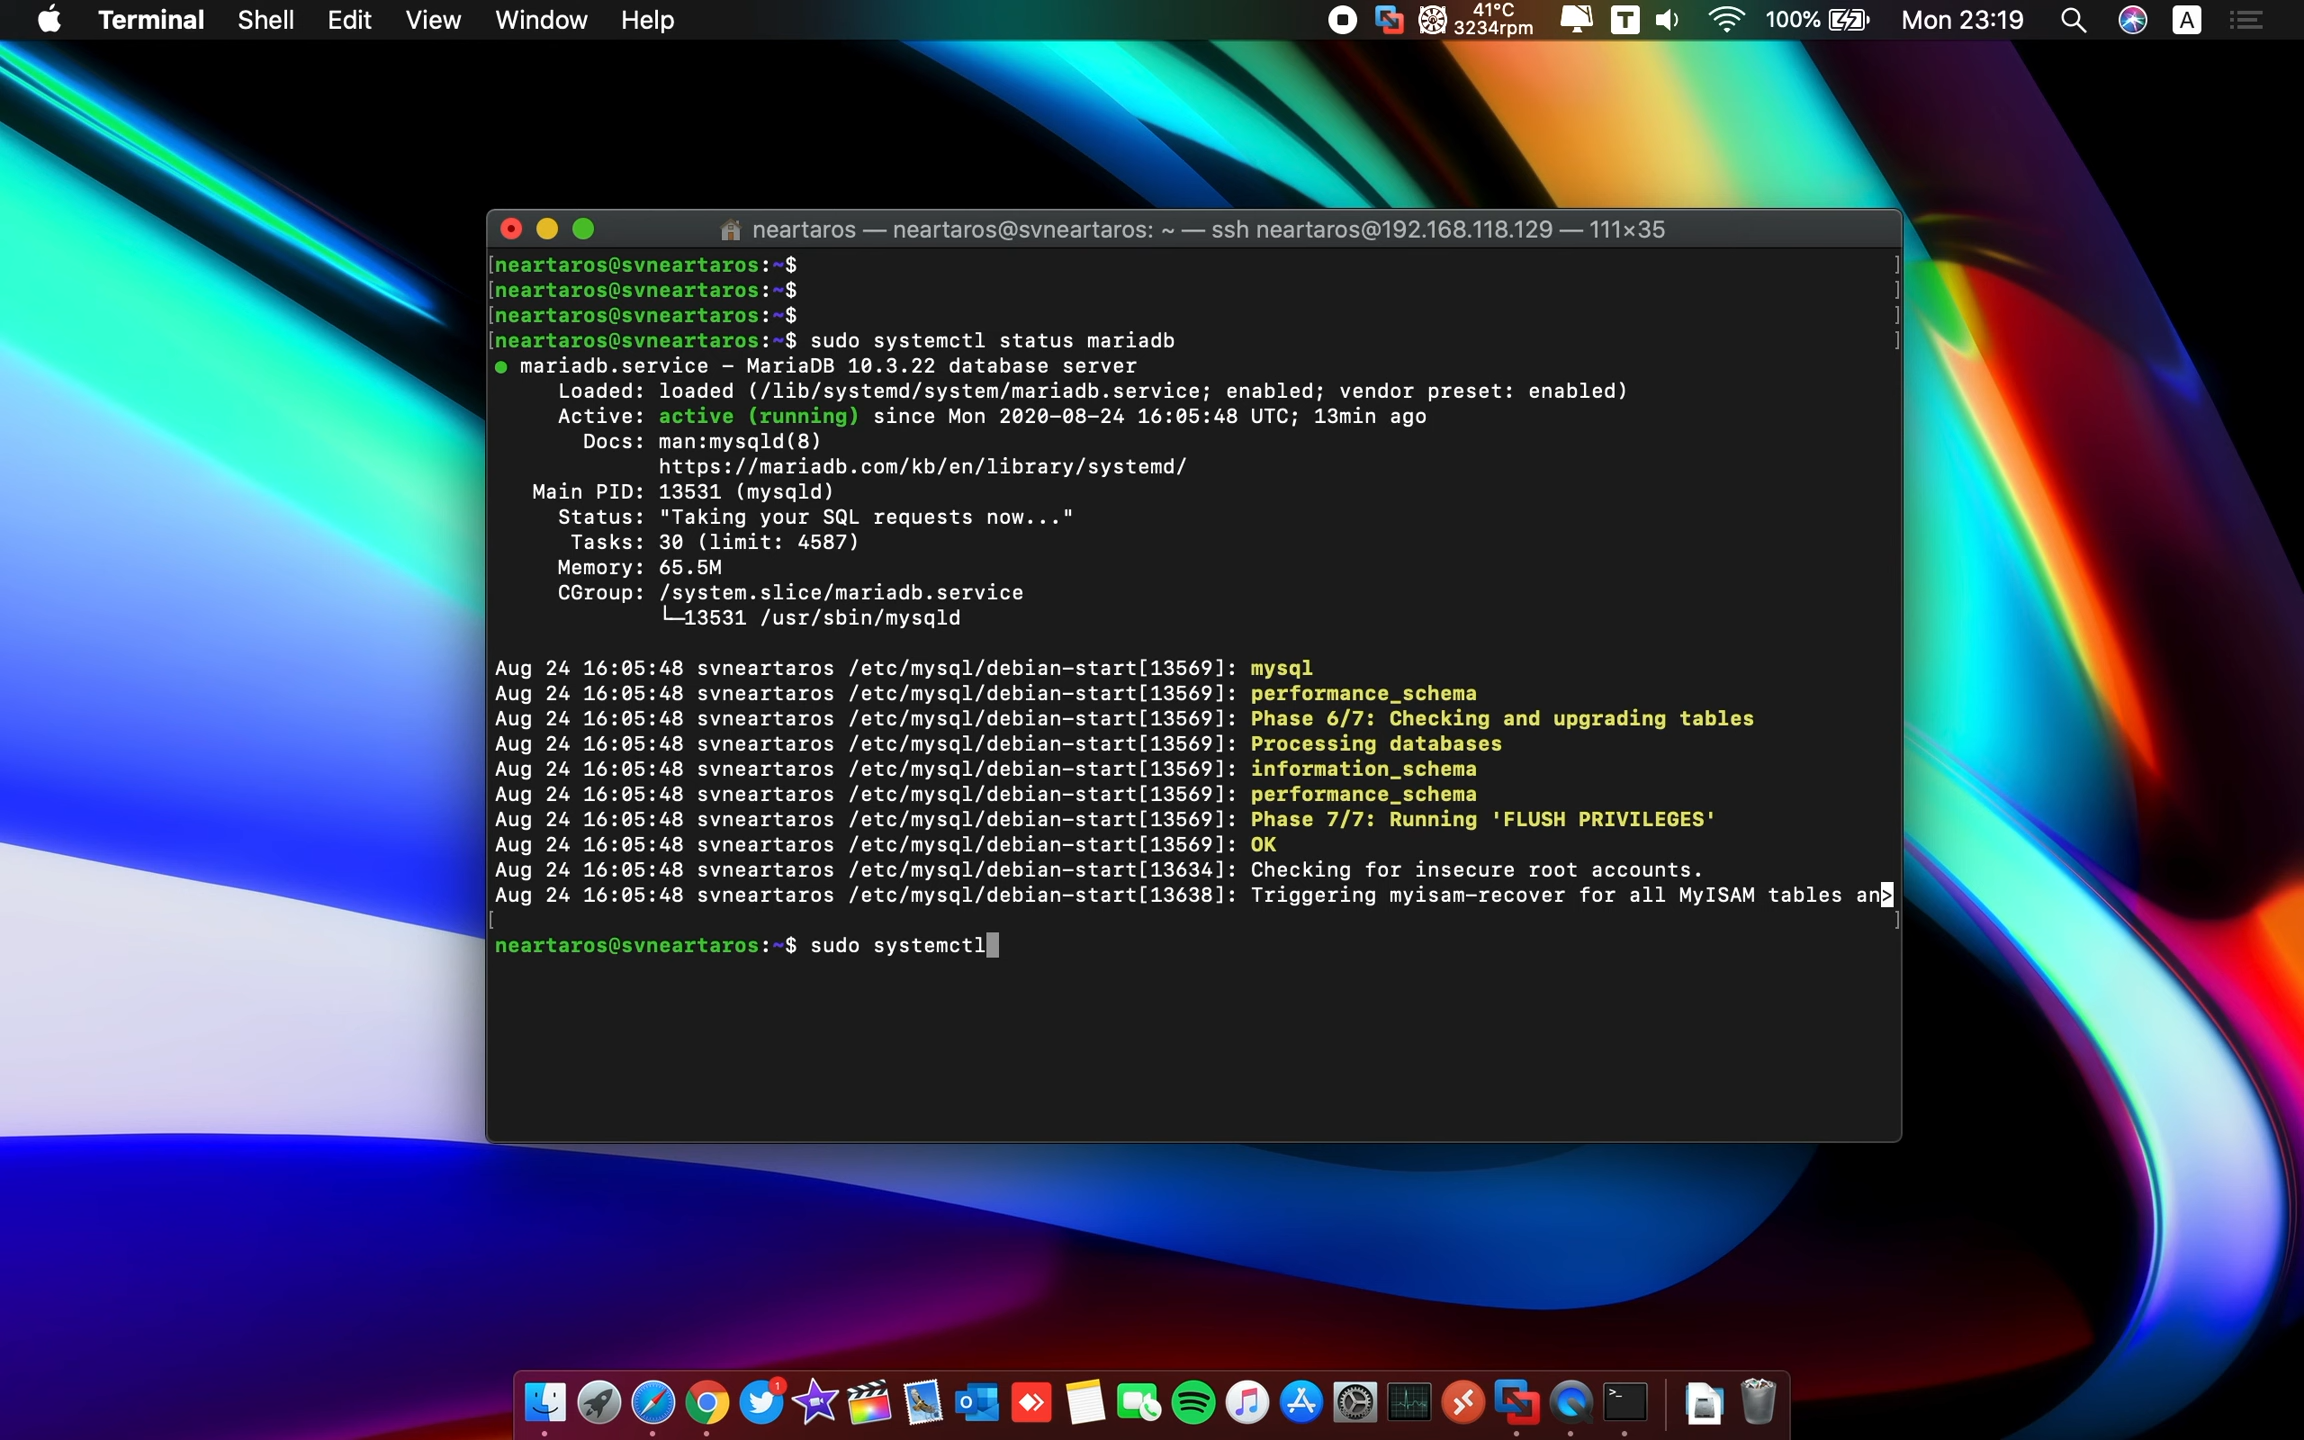 Terminal Shell Edit View Window Help
41°C
3234rpm
T
100%
Mon 23:19
A
neartaros — neartaros@svneartaros: ~ — ssh neartaros@192.168.118.129 — 111×35
[neartaros@svneartaros:~$ ]
[neartaros@svneartaros:~$ ]
[neartaros@svneartaros:~$ ]
[neartaros@svneartaros:~$ sudo systemctl status mariadb ]
● mariadb.service – MariaDB 10.3.22 database server
Loaded: loaded (/lib/systemd/system/mariadb.service; enabled; vendor preset: enabled)
Active: active (running) since Mon 2020-08-24 16:05:48 UTC; 13min ago
Docs: man:mysqld(8)
https://mariadb.com/kb/en/library/systemd/
Main PID: 13531 (mysqld)
Status: "Taking your SQL requests now..."
Tasks: 30 (limit: 4587)
Memory: 65.5M
CGroup: /system.slice/mariadb.service
└─13531 /usr/sbin/mysqld
Aug 24 16:05:48 svneartaros /etc/mysql/debian-start[13569]: mysql
Aug 24 16:05:48 svneartaros /etc/mysql/debian-start[13569]: performance_schema
Aug 24 16:05:48 svneartaros /etc/mysql/debian-start[13569]: Phase 6/7: Checking and upgrading tables
Aug 24 16:05:48 svneartaros /etc/mysql/debian-start[13569]: Processing databases
Aug 24 16:05:48 svneartaros /etc/mysql/debian-start[13569]: information_schema
Aug 24 16:05:48 svneartaros /etc/mysql/debian-start[13569]: performance_schema
Aug 24 16:05:48 svneartaros /etc/mysql/debian-start[13569]: Phase 7/7: Running 'FLUSH PRIVILEGES'
Aug 24 16:05:48 svneartaros /etc/mysql/debian-start[13569]: OK
Aug 24 16:05:48 svneartaros /etc/mysql/debian-start[13634]: Checking for insecure root accounts.
Aug 24 16:05:48 svneartaros /etc/mysql/debian-start[13638]: Triggering myisam-recover for all MyISAM tables an>
[ ]
neartaros@svneartaros:~$ sudo systemctl
1